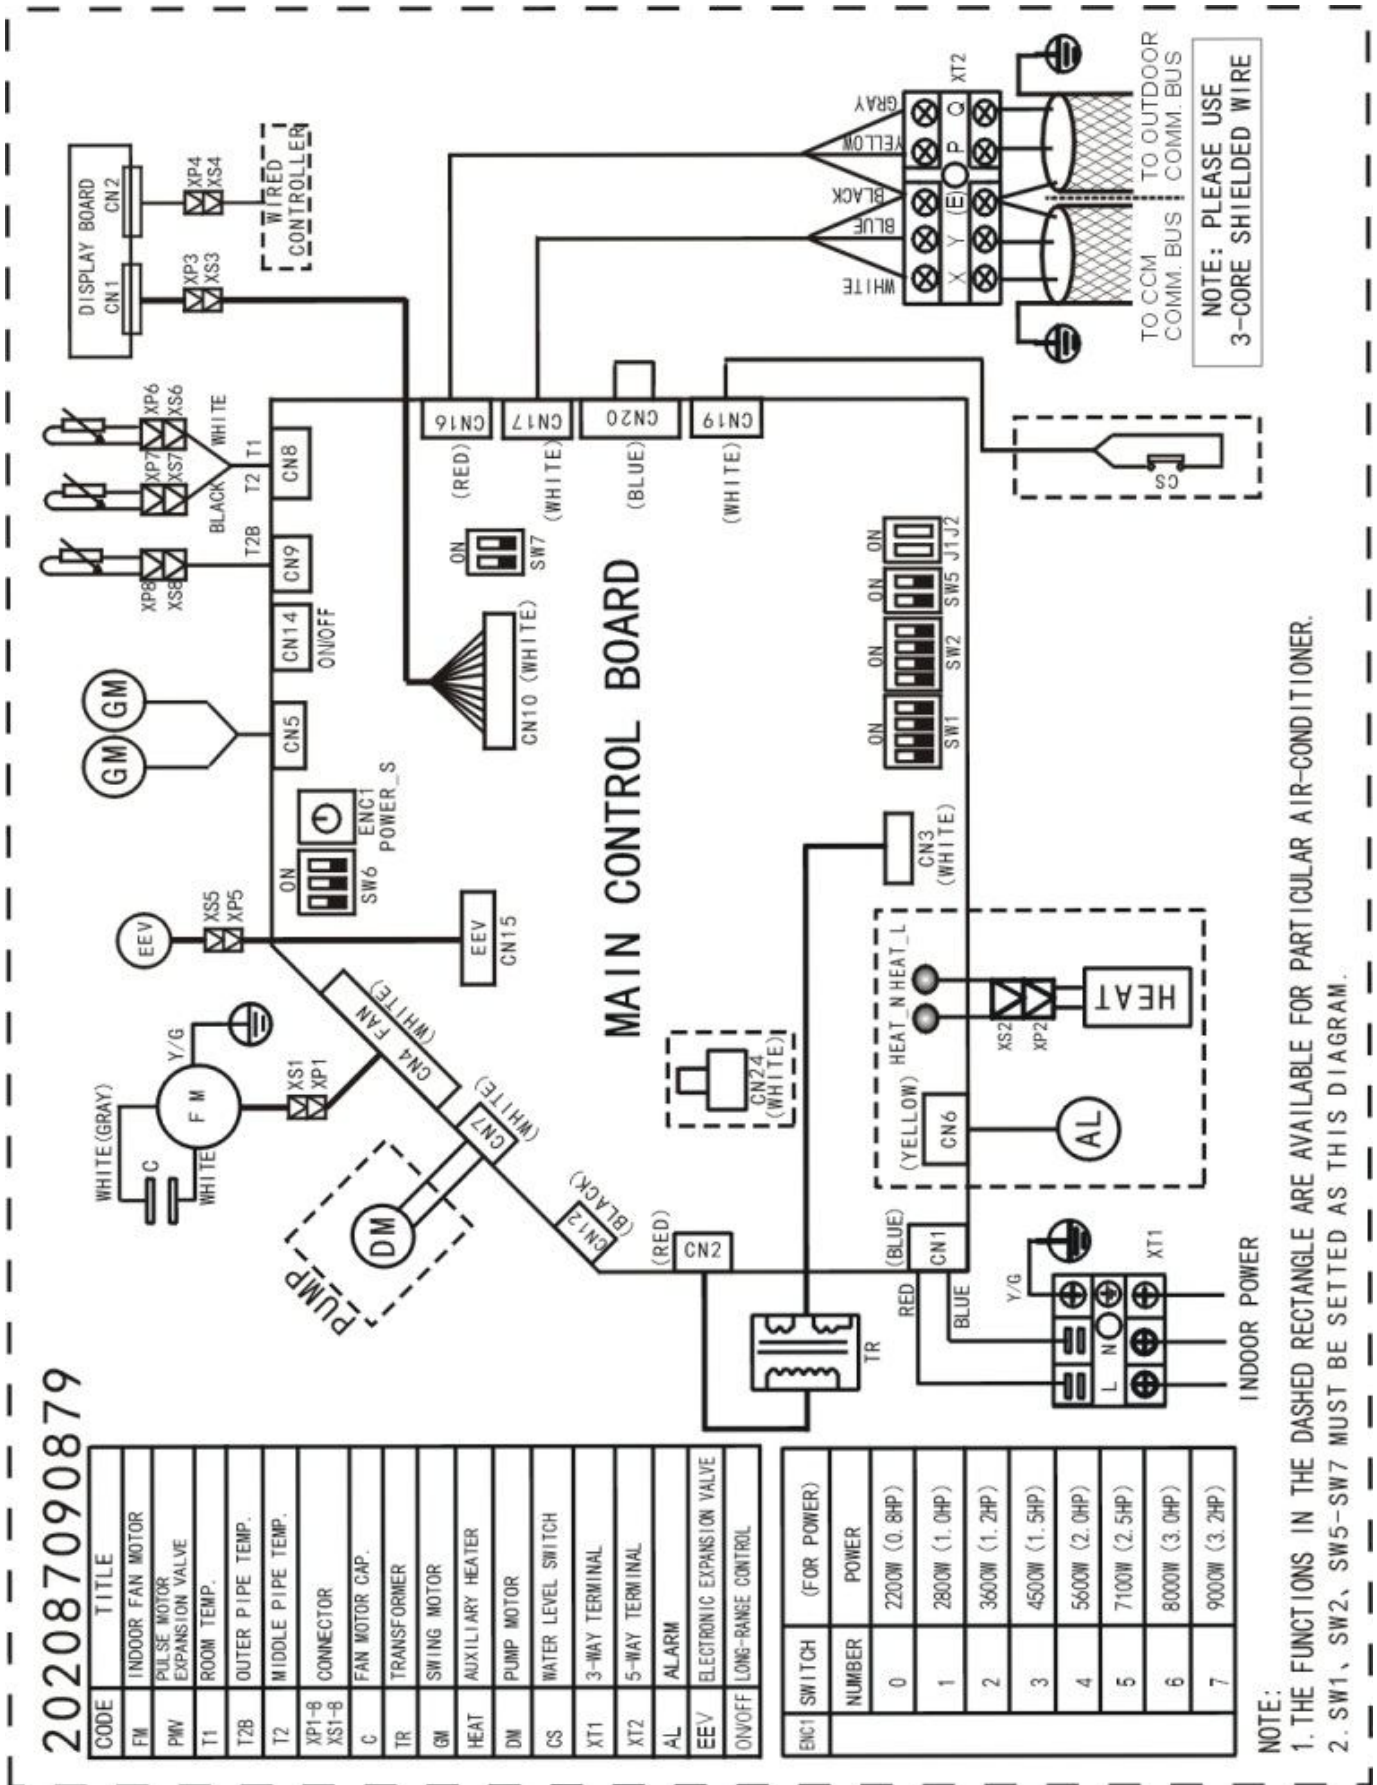 202087090879
CODE TITLE
FM INDOOR FAN MOTOR
PMV PULSE MOTOR
EXPANSION VALVE
T1 ROOM TEMP.
T2B OUTER PIPE TEMP.
T2 MIDDLE PIPE TEMP.
XP1-8
XS1-8 CONNECTOR
C FAN MOTOR CAP.
TR TRANSFORMER
GM SWING MOTOR
HEAT AUXILIARY HEATER
DM PUMP MOTOR
CS WATER LEVEL SWITCH
XT1 3-WAY TERMINAL
XT2 5-WAY TERMINAL
AL ALARM
EEV ELECTRONIC EXPANSION VALVE
ON/OFF LONG-RANGE CONTROL
ENC1 SWITCH (FOR POWER)
NUMBER POWER
0 2200W (0.8HP)
1 2800W (1.0HP)
2 3600W (1.2HP)
3 4500W (1.5HP)
4 5600W (2.0HP)
5 7100W (2.5HP)
6 8000W (3.0HP)
7 9000W (3.2HP)
WHITE(GRAY)
C
WHITE
FM
Y/G
XS1
XP1
PUMP
DM
CN4 FAN
(WHITE)
CN7
(WHITE)
CN12
(BLACK)
(RED)
CN2
TR
EEV
XS5
XP5
EEV
CN15
ON
SW6
ENC1
POWER_S
GM GM
CN5
CN14
ON/OFF
XP8
XS8
T2B
CN9
XP7
XS7
BLACK
T2 T1
XP6
XS6
WHITE
CN8
DISPLAY BOARD
CN1 CN2
XP3
XS3
XP4
XS4
WIRED
CONTROLLER
CN10 (WHITE)
ON
SW7
CN16
(RED)
CN17
(WHITE)
CN20
(BLUE)
CN19
(WHITE)
MAIN CONTROL BOARD
CN24
(WHITE)
CN3
(WHITE)
ON
SW1
ON
SW2
ON
SW5
ON
J1J2
(BLUE)
CN1
RED
BLUE
Y/G
L N
XT1
INDOOR POWER
(YELLOW)
CN6
AL
HEAT_N HEAT_L
XS2
XP2
HEAT
CS
WHITE
BLUE
BLACK
YELLOW
GRAY
X Y (E) P Q
XT2
TO CCM
COMM. BUS
TO OUTDOOR
COMM. BUS
NOTE: PLEASE USE
3-CORE SHIELDED WIRE
NOTE:
1. THE FUNCTIONS IN THE DASHED RECTANGLE ARE AVAILABLE FOR PARTICULAR AIR-CONDITIONER.
2. SW1、SW2、SW5-SW7 MUST BE SETTED AS THIS DIAGRAM.